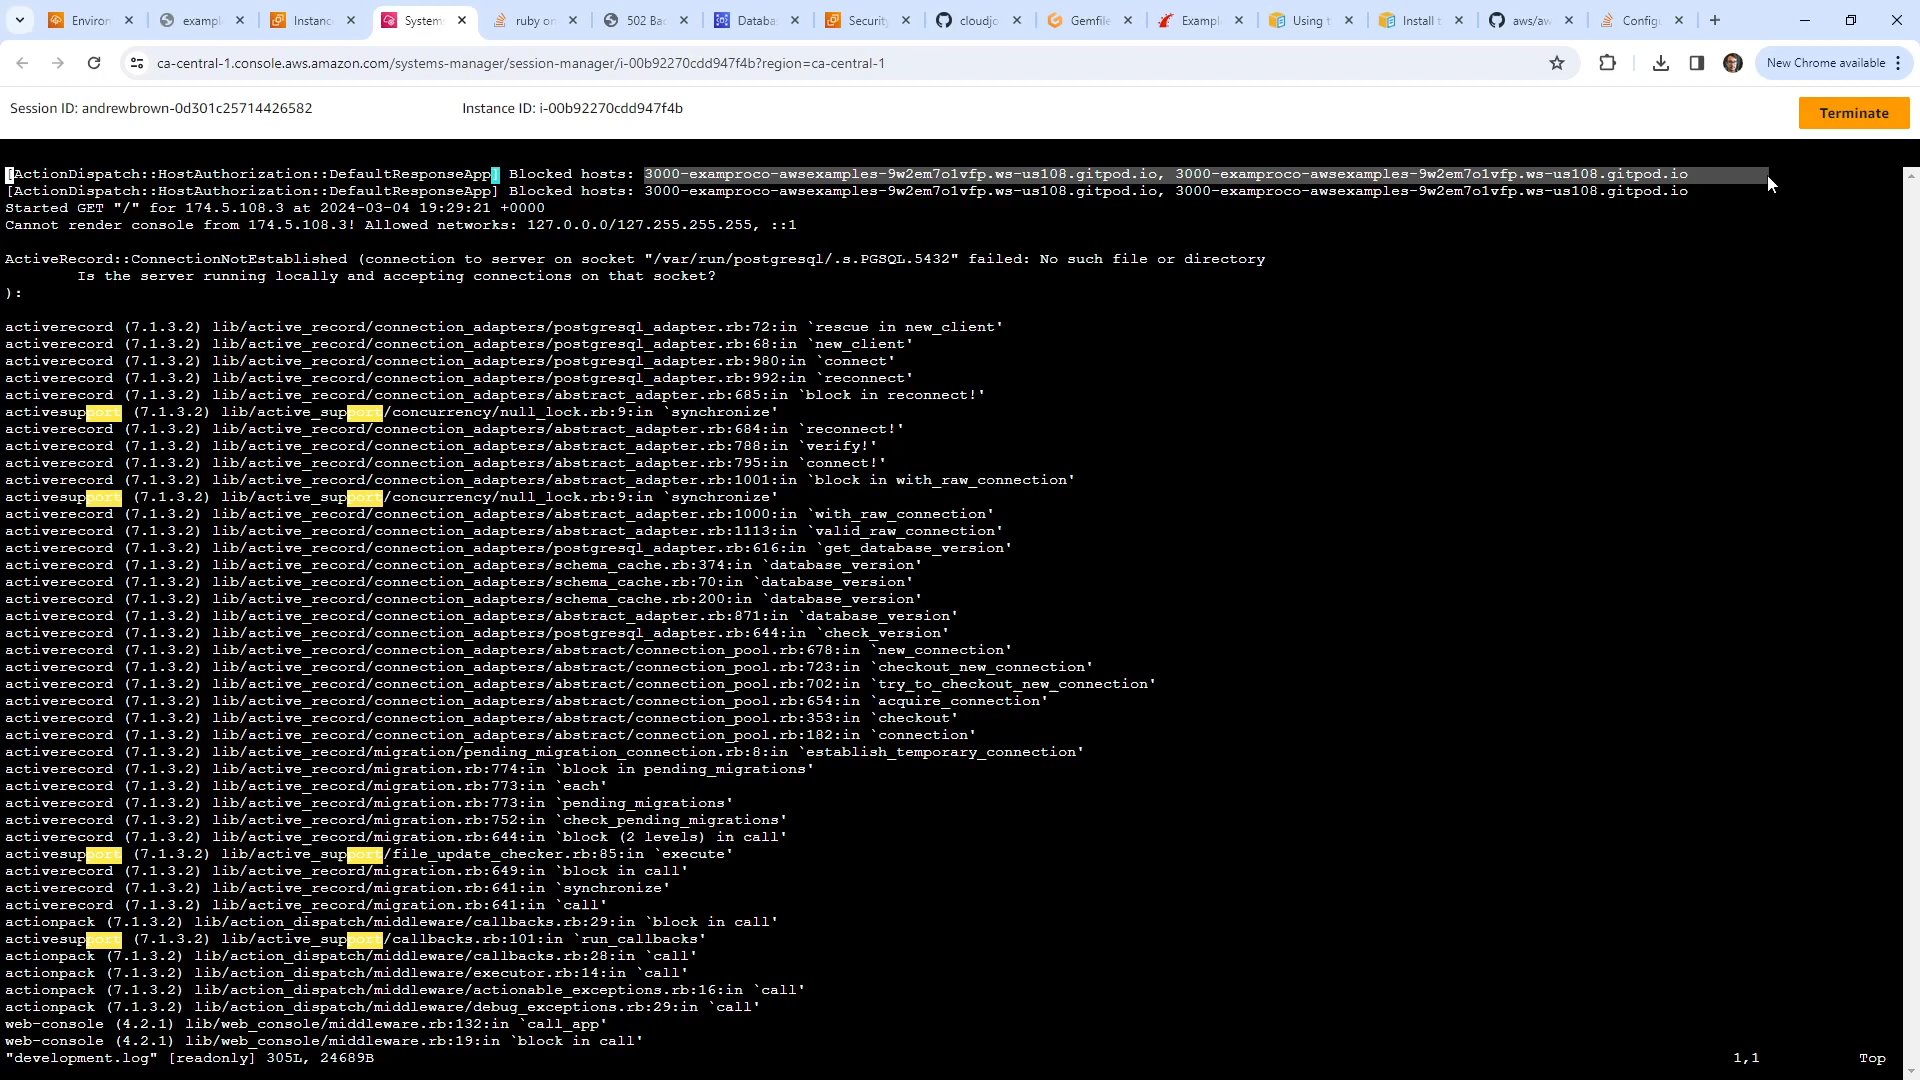 Environ
exampl
Instanc
System
ruby on
502 Bac
Databa
Security
cloudjo
Gemfile
Exampl
Using t
Install t
aws/aw
Config
ca-central-1.console.aws.amazon.com/systems-manager/session-manager/i-00b92270cdd947f4b?region=ca-central-1
New Chrome available
Session ID: andrewbrown-0d301c25714426582
Instance ID: i-00b92270cdd947f4b
Terminate
[ActionDispatch::HostAuthorization::DefaultResponseApp] Blocked hosts: 3000-examproco-awsexamples-9w2em7o1vfp.ws-us108.gitpod.io, 3000-examproco-awsexamples-9w2em7o1vfp.ws-us108.gitpod.io
[ActionDispatch::HostAuthorization::DefaultResponseApp] Blocked hosts: 3000-examproco-awsexamples-9w2em7o1vfp.ws-us108.gitpod.io, 3000-examproco-awsexamples-9w2em7o1vfp.ws-us108.gitpod.io
Started GET "/" for 174.5.108.3 at 2024-03-04 19:29:21 +0000
Cannot render console from 174.5.108.3! Allowed networks: 127.0.0.0/127.255.255.255, ::1
ActiveRecord::ConnectionNotEstablished (connection to server on socket "/var/run/postgresql/.s.PGSQL.5432" failed: No such file or directory
Is the server running locally and accepting connections on that socket?
):
activerecord (7.1.3.2) lib/active_record/connection_adapters/postgresql_adapter.rb:72:in `rescue in new_client'
activerecord (7.1.3.2) lib/active_record/connection_adapters/postgresql_adapter.rb:68:in `new_client'
activerecord (7.1.3.2) lib/active_record/connection_adapters/postgresql_adapter.rb:980:in `connect'
activerecord (7.1.3.2) lib/active_record/connection_adapters/postgresql_adapter.rb:992:in `reconnect'
activerecord (7.1.3.2) lib/active_record/connection_adapters/abstract_adapter.rb:685:in `block in reconnect!'
activesupport (7.1.3.2) lib/active_support/concurrency/null_lock.rb:9:in `synchronize'
activerecord (7.1.3.2) lib/active_record/connection_adapters/abstract_adapter.rb:684:in `reconnect!'
activerecord (7.1.3.2) lib/active_record/connection_adapters/abstract_adapter.rb:788:in `verify!'
activerecord (7.1.3.2) lib/active_record/connection_adapters/abstract_adapter.rb:795:in `connect!'
activerecord (7.1.3.2) lib/active_record/connection_adapters/abstract_adapter.rb:1001:in `block in with_raw_connection'
activesupport (7.1.3.2) lib/active_support/concurrency/null_lock.rb:9:in `synchronize'
activerecord (7.1.3.2) lib/active_record/connection_adapters/abstract_adapter.rb:1000:in `with_raw_connection'
activerecord (7.1.3.2) lib/active_record/connection_adapters/abstract_adapter.rb:1113:in `valid_raw_connection'
activerecord (7.1.3.2) lib/active_record/connection_adapters/postgresql_adapter.rb:616:in `get_database_version'
activerecord (7.1.3.2) lib/active_record/connection_adapters/schema_cache.rb:374:in `database_version'
activerecord (7.1.3.2) lib/active_record/connection_adapters/schema_cache.rb:70:in `database_version'
activerecord (7.1.3.2) lib/active_record/connection_adapters/schema_cache.rb:200:in `database_version'
activerecord (7.1.3.2) lib/active_record/connection_adapters/abstract_adapter.rb:871:in `database_version'
activerecord (7.1.3.2) lib/active_record/connection_adapters/postgresql_adapter.rb:644:in `check_version'
activerecord (7.1.3.2) lib/active_record/connection_adapters/abstract/connection_pool.rb:678:in `new_connection'
activerecord (7.1.3.2) lib/active_record/connection_adapters/abstract/connection_pool.rb:723:in `checkout_new_connection'
activerecord (7.1.3.2) lib/active_record/connection_adapters/abstract/connection_pool.rb:702:in `try_to_checkout_new_connection'
activerecord (7.1.3.2) lib/active_record/connection_adapters/abstract/connection_pool.rb:654:in `acquire_connection'
activerecord (7.1.3.2) lib/active_record/connection_adapters/abstract/connection_pool.rb:353:in `checkout'
activerecord (7.1.3.2) lib/active_record/connection_adapters/abstract/connection_pool.rb:182:in `connection'
activerecord (7.1.3.2) lib/active_record/migration/pending_migration_connection.rb:8:in `establish_temporary_connection'
activerecord (7.1.3.2) lib/active_record/migration.rb:774:in `block in pending_migrations'
activerecord (7.1.3.2) lib/active_record/migration.rb:773:in `each'
activerecord (7.1.3.2) lib/active_record/migration.rb:773:in `pending_migrations'
activerecord (7.1.3.2) lib/active_record/migration.rb:752:in `check_pending_migrations'
activerecord (7.1.3.2) lib/active_record/migration.rb:644:in `block (2 levels) in call'
activesupport (7.1.3.2) lib/active_support/file_update_checker.rb:85:in `execute'
activerecord (7.1.3.2) lib/active_record/migration.rb:649:in `block in call'
activerecord (7.1.3.2) lib/active_record/migration.rb:641:in `synchronize'
activerecord (7.1.3.2) lib/active_record/migration.rb:641:in `call'
actionpack (7.1.3.2) lib/action_dispatch/middleware/callbacks.rb:29:in `block in call'
activesupport (7.1.3.2) lib/active_support/callbacks.rb:101:in `run_callbacks'
actionpack (7.1.3.2) lib/action_dispatch/middleware/callbacks.rb:28:in `call'
actionpack (7.1.3.2) lib/action_dispatch/middleware/executor.rb:14:in `call'
actionpack (7.1.3.2) lib/action_dispatch/middleware/actionable_exceptions.rb:16:in `call'
actionpack (7.1.3.2) lib/action_dispatch/middleware/debug_exceptions.rb:29:in `call'
web-console (4.2.1) lib/web_console/middleware.rb:132:in `call_app'
web-console (4.2.1) lib/web_console/middleware.rb:19:in `block in call'
"development.log" [readonly] 305L, 24689B
1,1
Top